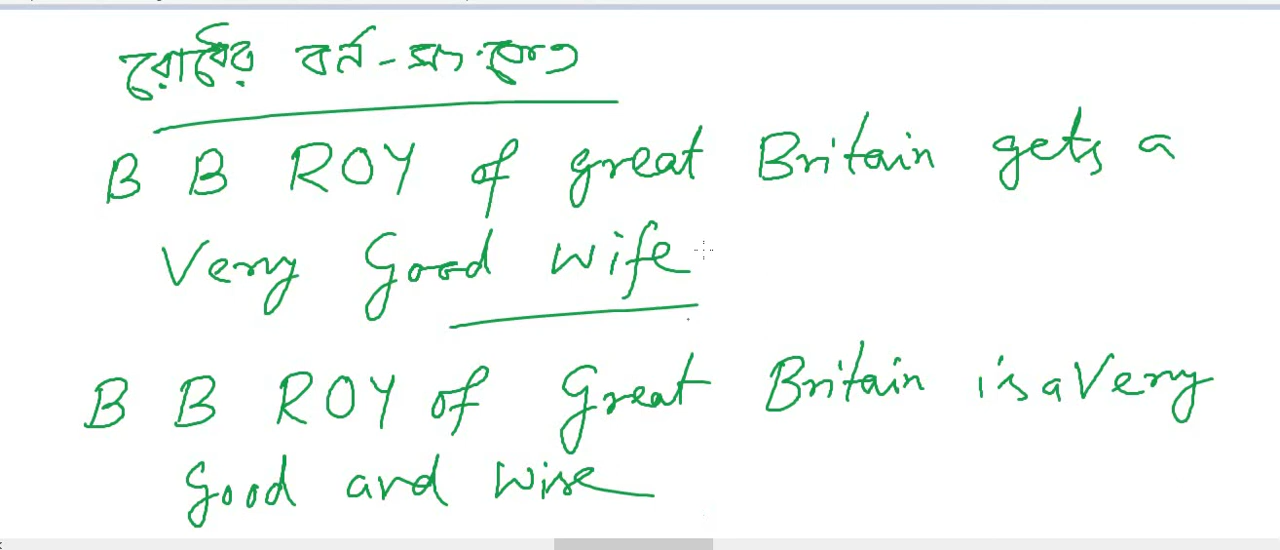 রোধের বর্ন-সংকেত
B B ROY of great Britain gets a
Very Good Wife
B B ROY of Great Britain is a Very
Good and Wise